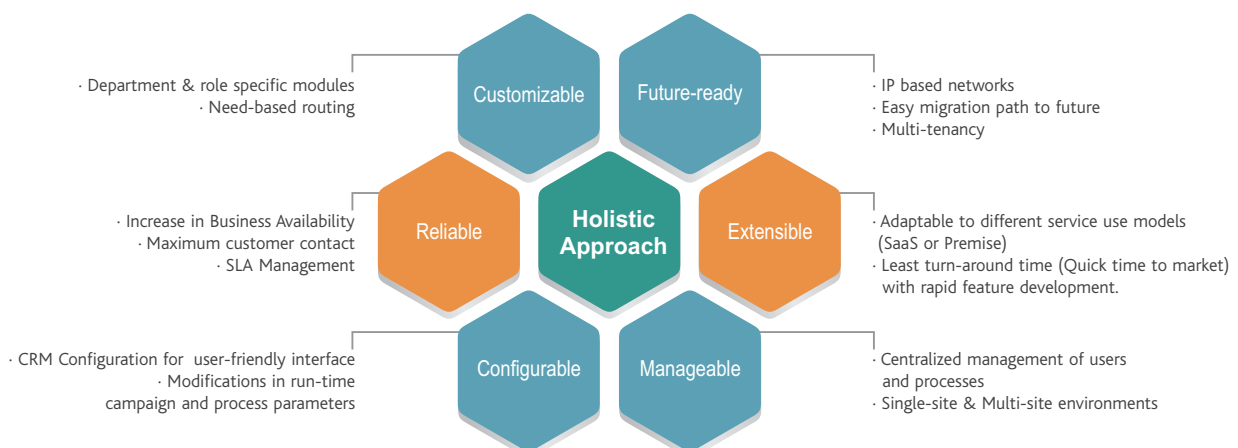 Customizable
· Department & role specific modules
· Need-based routing
Future-ready
· IP based networks
· Easy migration path to future
· Multi-tenancy
Reliable
· Increase in Business Availability
· Maximum customer contact
· SLA Management
Holistic
Approach
Extensible
· Adaptable to different service use models
(SaaS or Premise)
· Least turn-around time (Quick time to market)
with rapid feature development.
Configurable
· CRM Configuration for user-friendly interface
· Modifications in run-time
campaign and process parameters
Manageable
· Centralized management of users
and processes
· Single-site & Multi-site environments